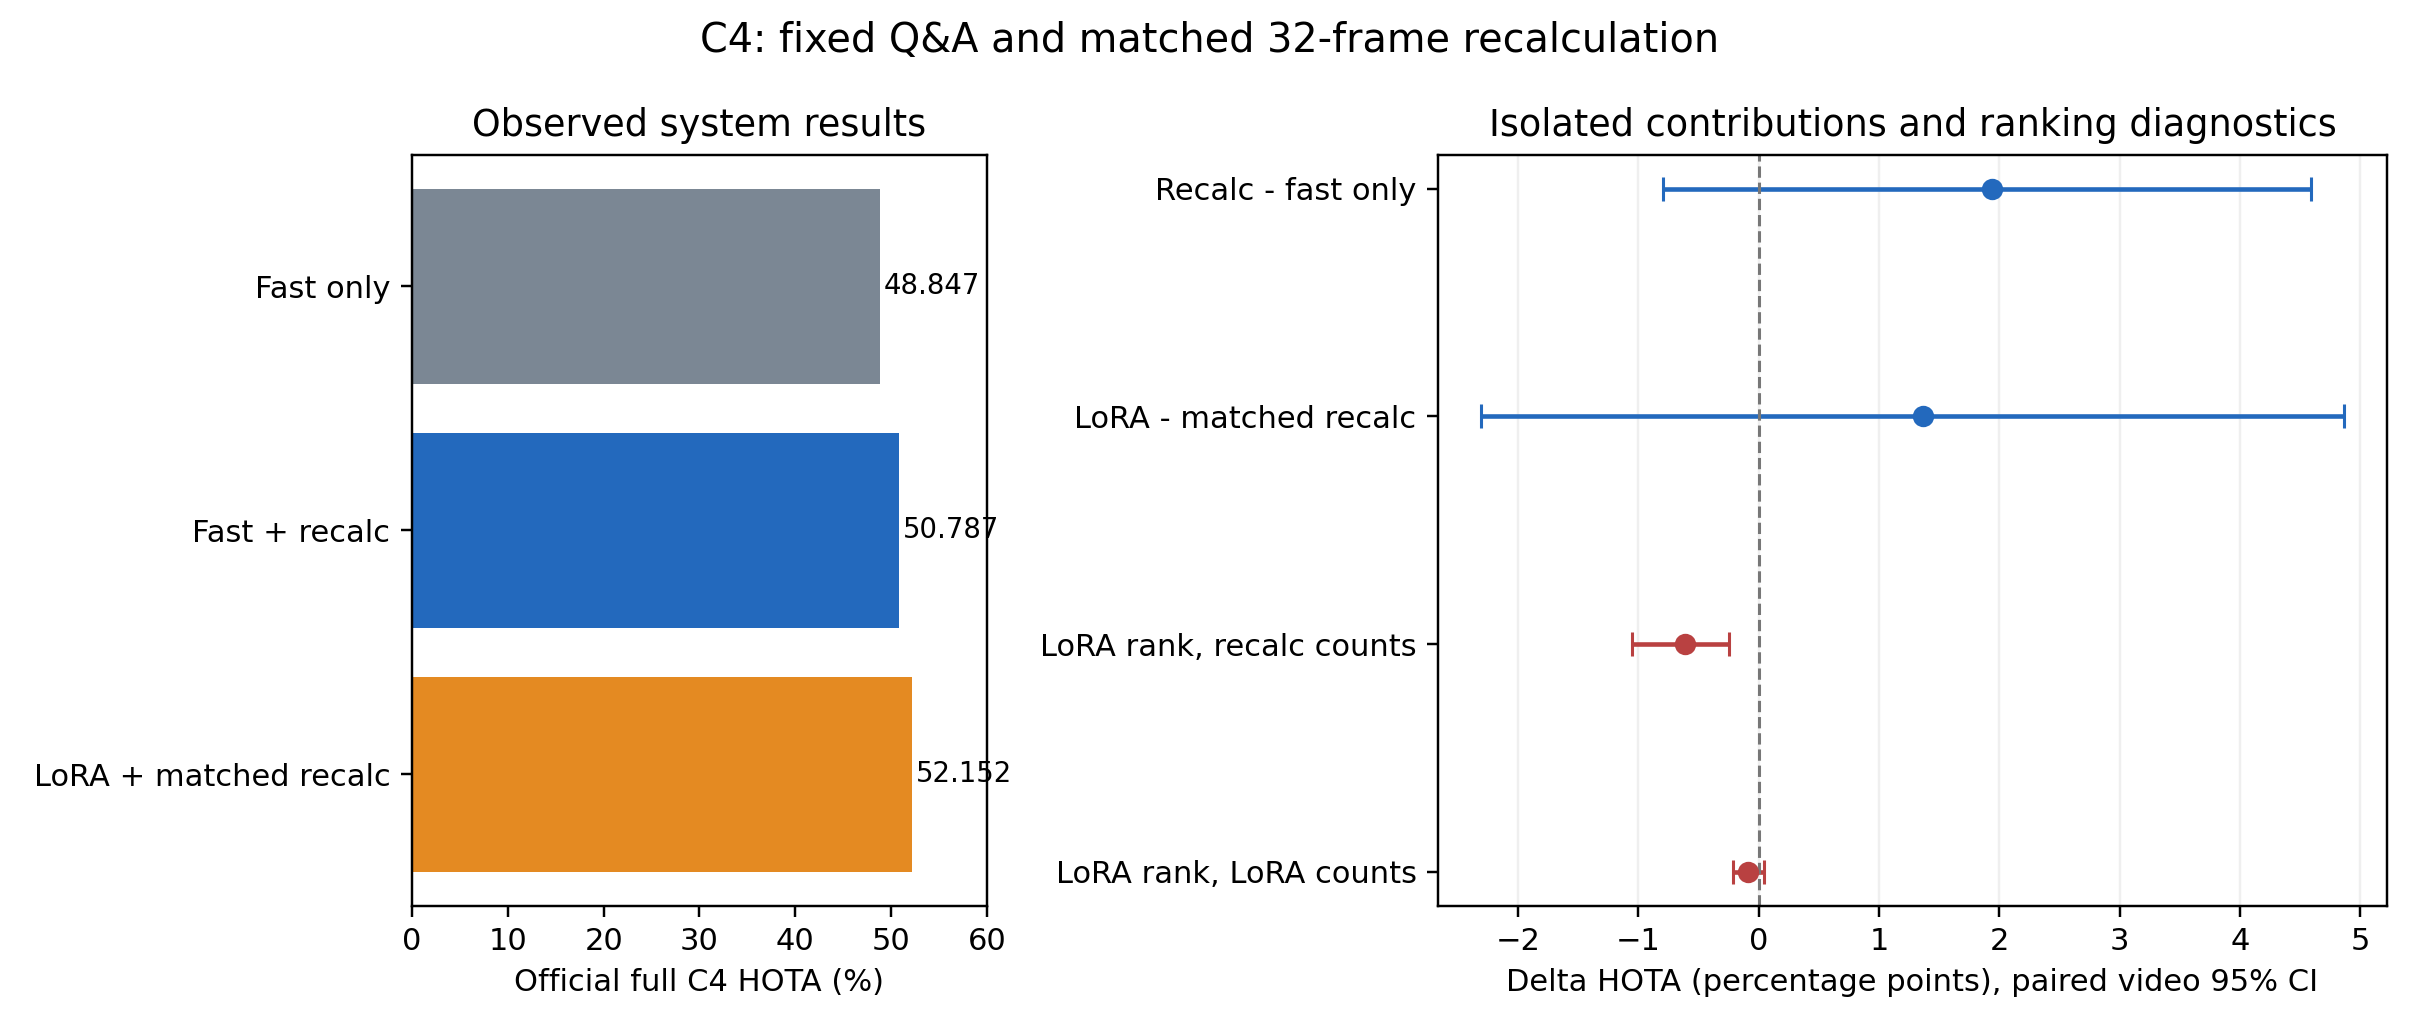 C4: fixed Q&A and matched 32-frame recalculation
Observed system results
Fast only
48.847
Fast + recalc
50.787
LoRA + matched recalc
52.152
0 10 20 30 40 50 60
Official full C4 HOTA (%)
Isolated contributions and ranking diagnostics
Recalc - fast only
LoRA - matched recalc
LoRA rank, recalc counts
LoRA rank, LoRA counts
−2 −1 0 1 2 3 4 5
Delta HOTA (percentage points), paired video 95% CI